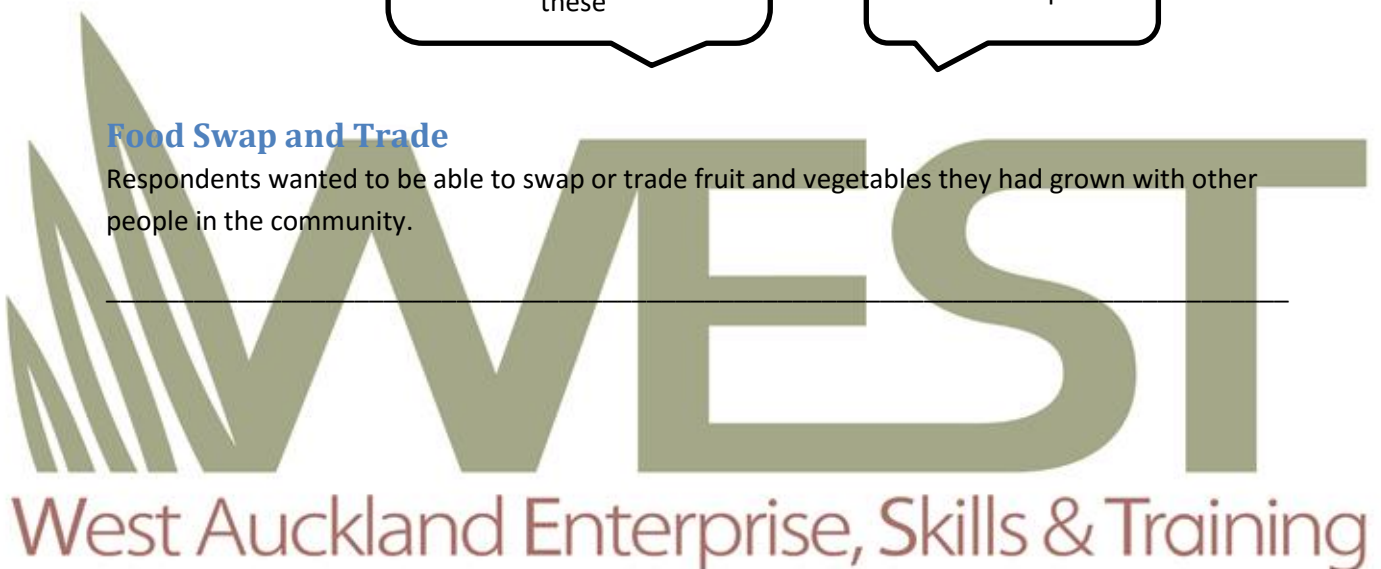 these
Food Swap and Trade
Respondents wanted to be able to swap or trade fruit and vegetables they had grown with other
people in the community.
WEST
West Auckland Enterprise, Skills & Training